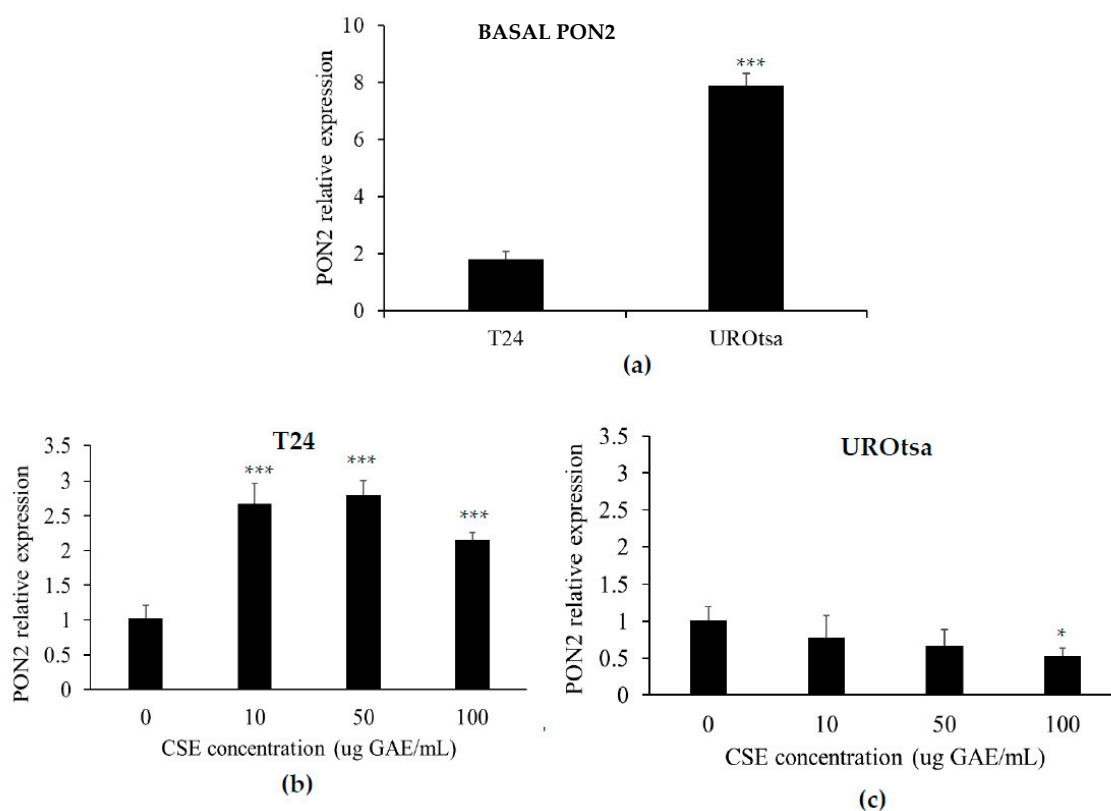 BASAL PON2
PON2 relative expression
10
8
6
4
2
0
***
T24
UROtsa
(a)
T24
PON2 relative expression
3.5
3
2.5
2
1.5
1
0.5
0
***
***
***
0 10 50 100
CSE concentration (ug GAE/mL)
(b)
UROtsa
PON2 relative expression
3.5
3
2.5
2
1.5
1
0.5
0
*
0 10 50 100
CSE concentration (ug GAE/mL)
(c)